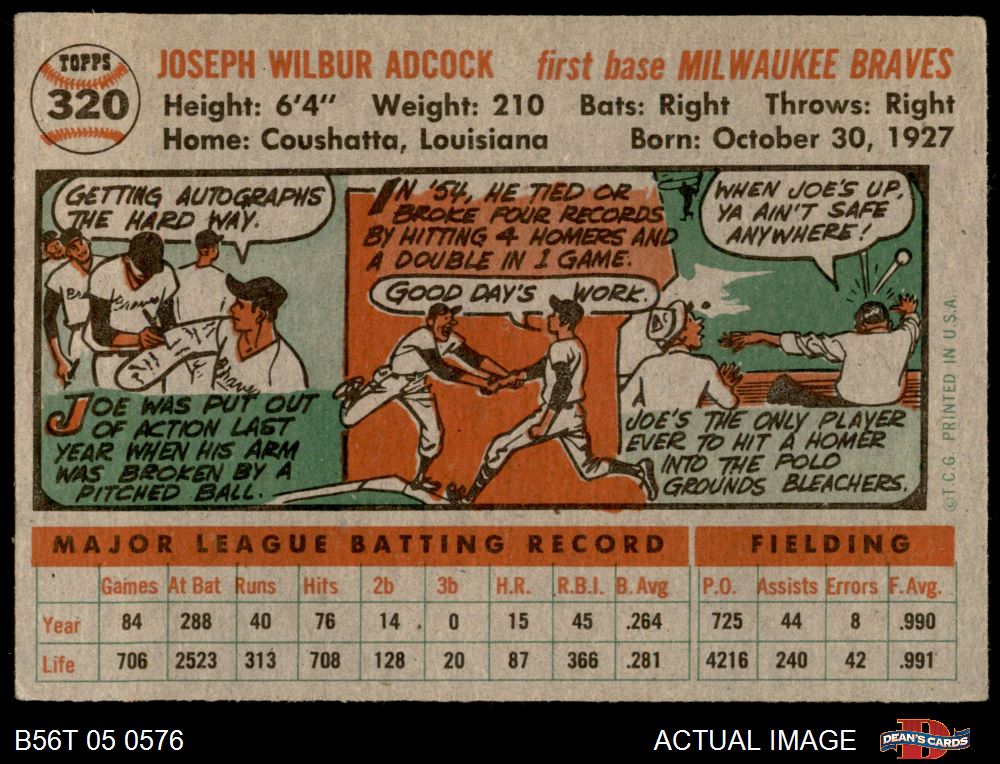 TOPPS
320
JOSEPH WILBUR ADCOCK first base MILWAUKEE BRAVES
Height: 6'4" Weight: 210 Bats: Right Throws: Right
Home: Coushatta, Louisiana Born: October 30, 1927
GETTING AUTOGRAPHS
THE HARD WAY.
Braves
Braves
JOE WAS PUT OUT
OF ACTION LAST
YEAR WHEN HIS ARM
WAS BROKEN BY A
PITCHED BALL.
IN '54, HE TIED OR
BROKE FOUR RECORDS
BY HITTING 4 HOMERS AND
A DOUBLE IN 1 GAME.
GOOD DAY'S WORK.
WHEN JOE'S UP,
YA AIN'T SAFE
ANYWHERE!
JOE'S THE ONLY PLAYER
EVER TO HIT A HOMER
INTO THE POLO
GROUNDS BLEACHERS.
©T.C.G. PRINTED IN U.S.A.
MAJOR LEAGUE BATTING RECORD FIELDING
Games At Bat Runs Hits 2b 3b H.R. R.B.I. B. Avg P.O. Assists Errors F. Avg.
Year 84 288 40 76 14 0 15 45 .264 725 44 8 .990
Life 706 2523 313 708 128 20 87 366 .281 4216 240 42 .991
B56T 05 0576 ACTUAL IMAGE DEAN'S CARDS